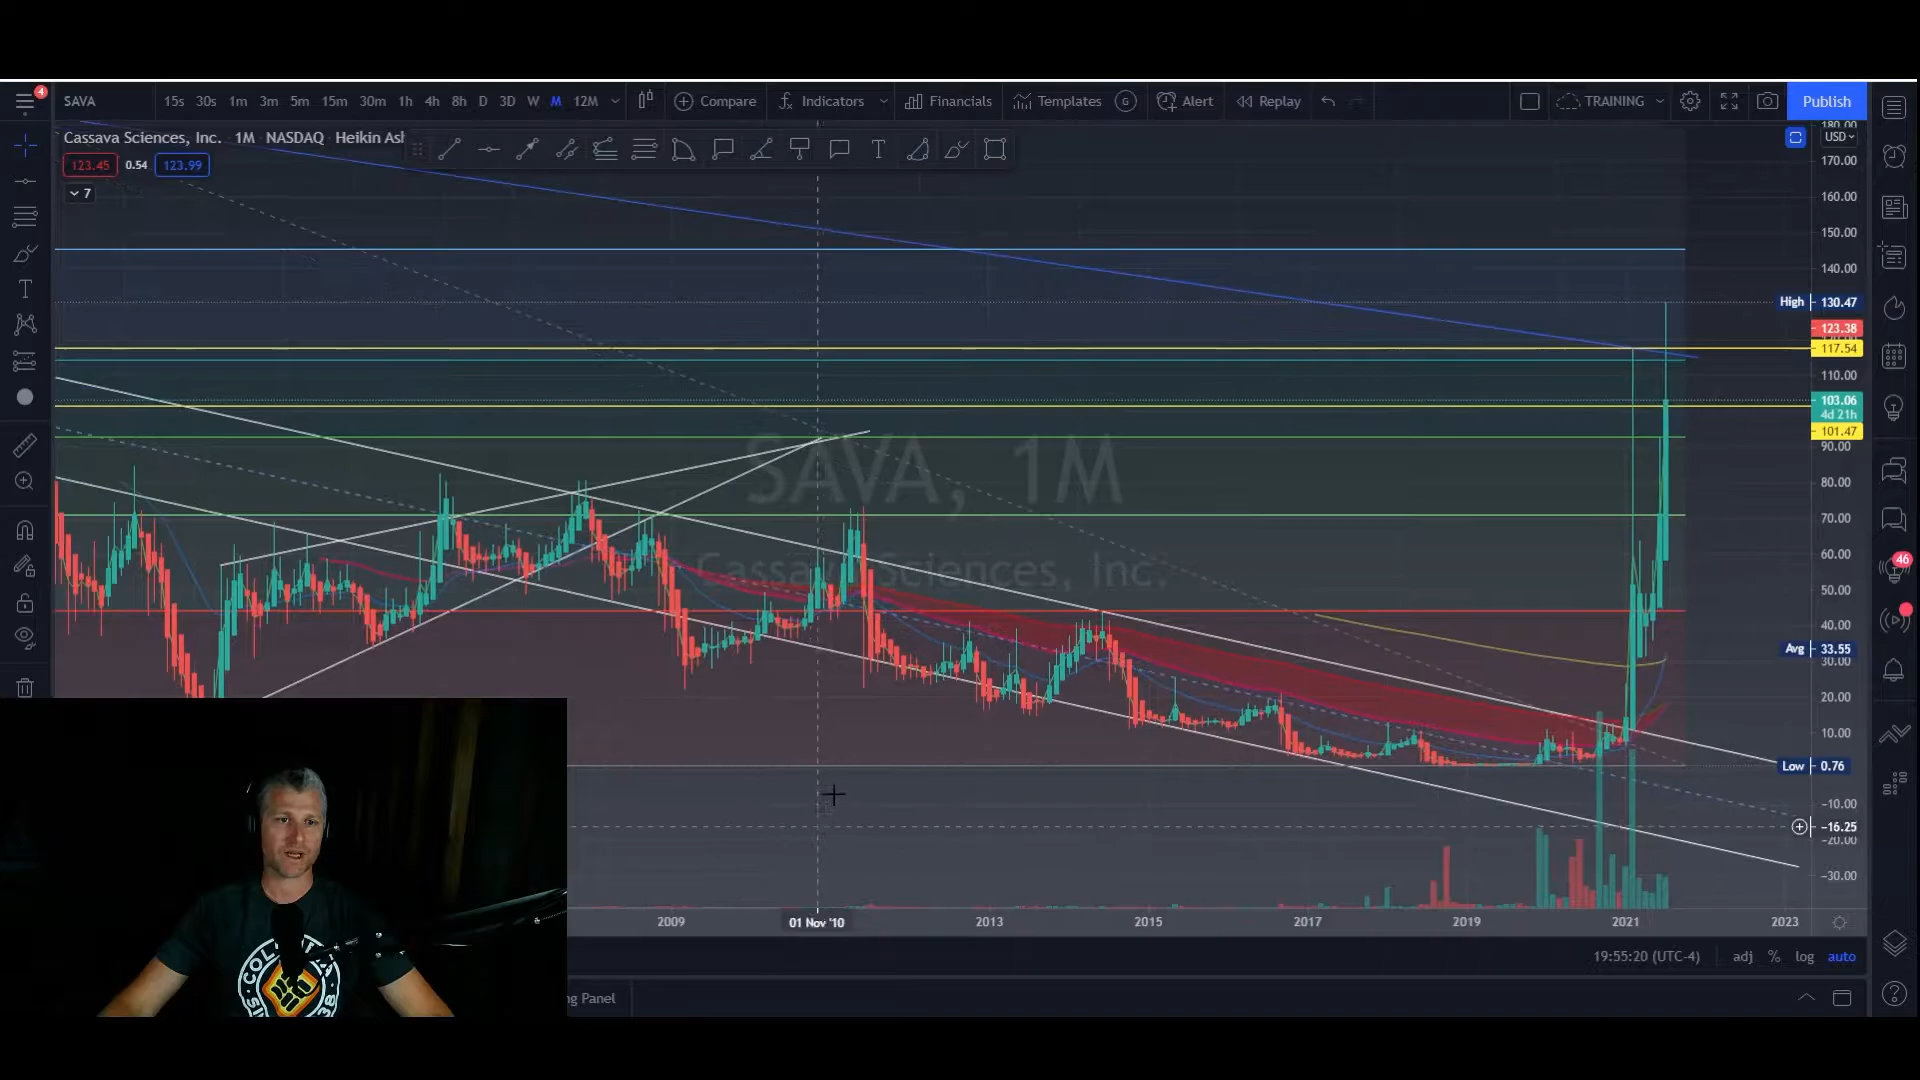 4
SAVA 15s 30s 1m 3m 5m 15m 30m 1h 4h 8h D 3D W M 12M Compare Indicators Financials Templates G Alert Replay TRAINING Publish
Cassava Sciences, Inc. 1M NASDAQ Heikin Ash
123.45 0.54 123.99
7
T
T
180.00
USD
170.00
160.00
150.00
140.00
High 130.47
123.38
117.54
110.00
103.06
4d 21h
101.47
90.00
80.00
70.00
60.00
50.00
40.00
Avg 33.55
30.00
20.00
10.00
Low 0.76
−10.00
−16.25
−20.00
−30.00
SAVA, 1M
Cassava Sciences, Inc.
46
2009 01 Nov '10 2013 2015 2017 2019 2021 2023
19:55:20 (UTC-4) adj % log auto
ng Panel